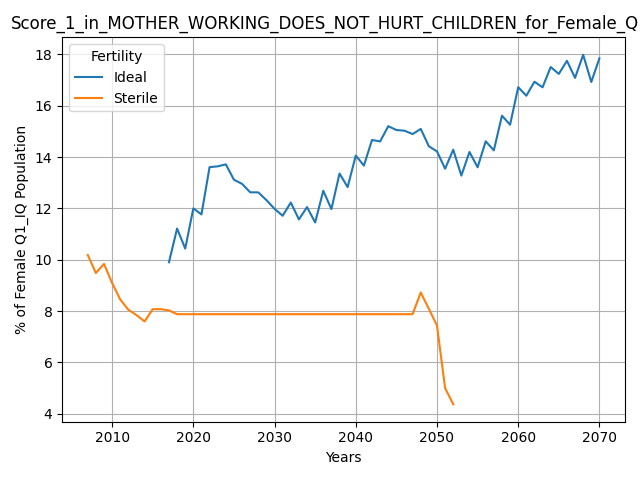 Score_1_in_MOTHER_WORKING_DOES_NOT_HURT_CHILDREN_for_Female_Q
Fertility
Ideal
Sterile
% of Female Q1_IQ Population
18
16
14
12
10
8
6
4
2010 2020 2030 2040 2050 2060 2070
Years